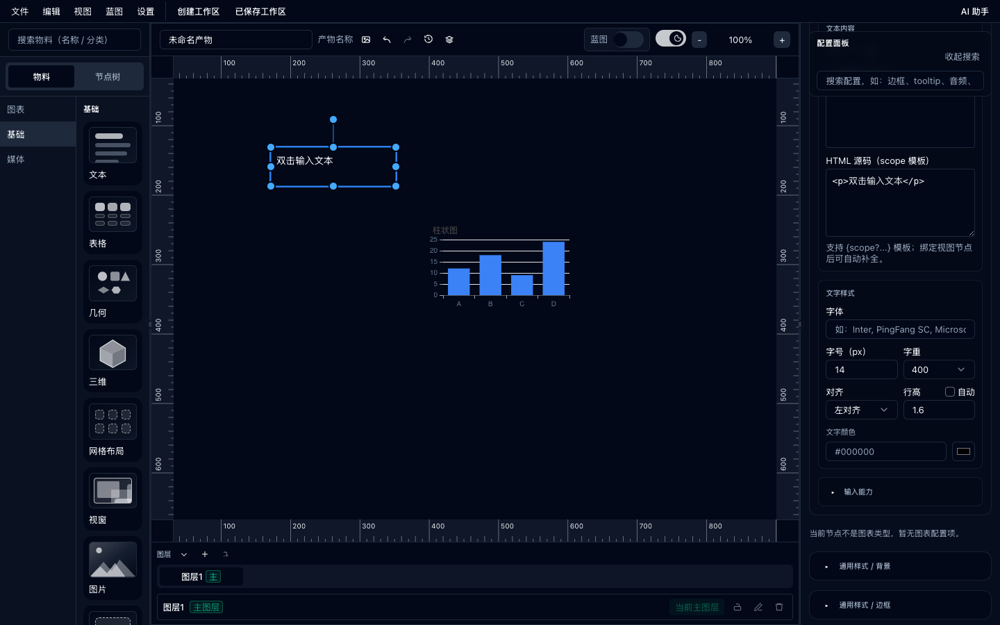 文件 编辑 视图 蓝图 设置 创建工作区 已保存工作区 AI 助手
搜索物料（名称 / 分类）
物料 节点树
图表
基础
媒体
基础
文本
表格
几何
三维
网格布局
视窗
图片
未命名产物 产物名称 蓝图 - 100% +
100 200 300 400 500 600 700 800
100
200
300
400
500
600
双击输入文本
柱状图
25
20
15
10
5
0
A B C D
100
200
300
400
500
600
100 200 300 400 500 600 700 800
图层
图层1 主
图层1 主图层 当前主图层
文本内容
配置面板
收起搜索
搜索配置，如：边框、tooltip、音频、
HTML 源码（scope 模板）
<p>双击输入文本</p>
支持 {scope?...} 模板；绑定视图节点
后可自动补全。
文字样式
字体
如：Inter, PingFang SC, Microsc
字号（px） 字重
14 400
对齐 行高 自动
左对齐 1.6
文字颜色
#000000
输入能力
当前节点不是图表类型，暂无图表配置项。
通用样式 / 背景
通用样式 / 边框